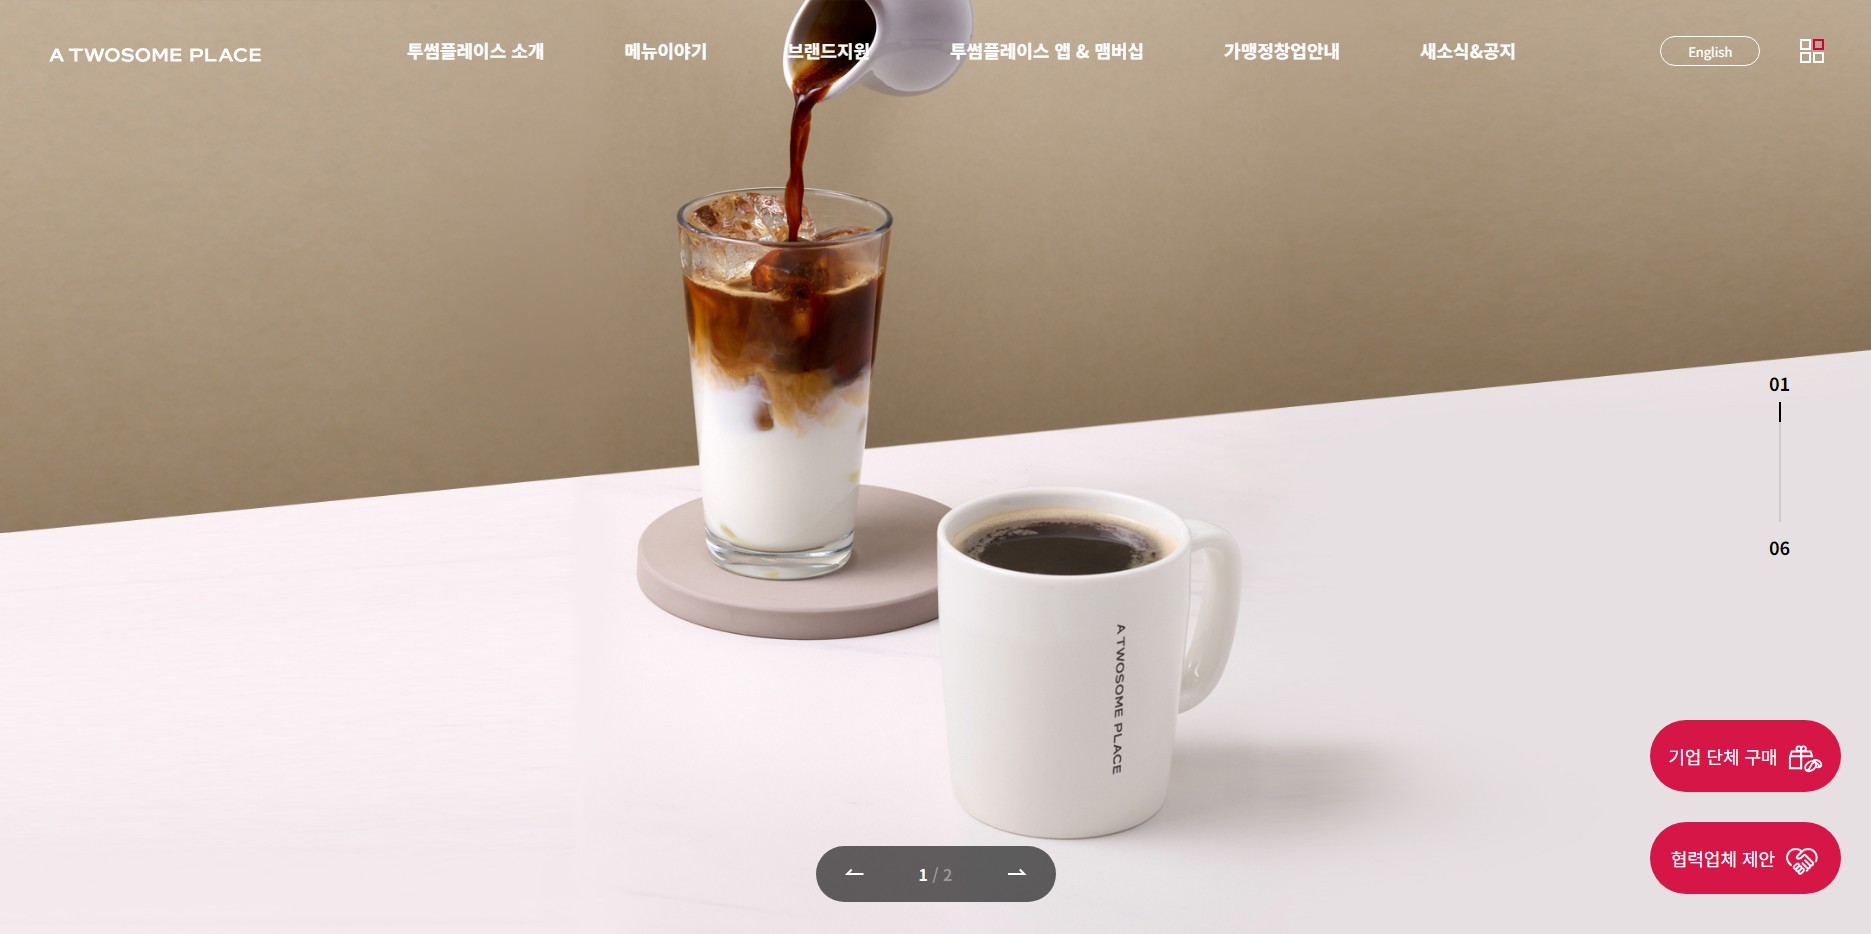 A TWOSOME PLACE
투썸플레이스 소개
메뉴이야기
브랜드지원
투썸플레이스 앱 & 맴버십
가맹정창업안내
새소식&공지
English
01
06
A TWOSOME PLACE
기업 단체 구매
협력업체 제안
1 / 2